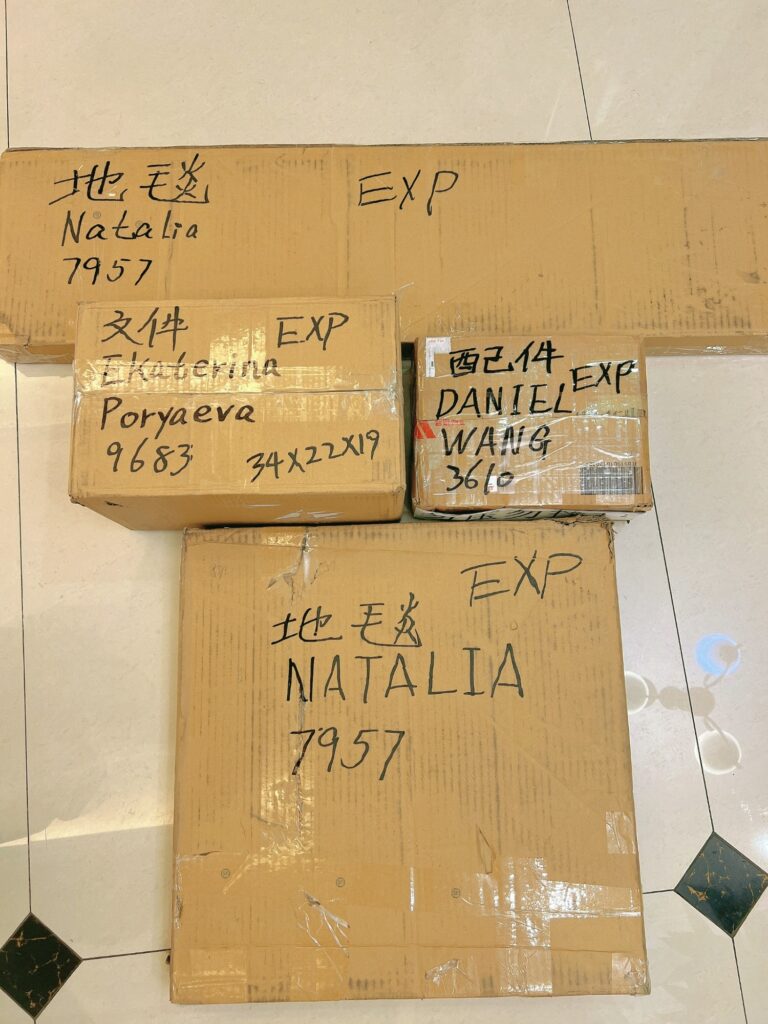 地毯 EXP
Natalia
7957
文件 EXP
Ekaterina
Poryaeva
9683 34X22X19
配件 EXP
DANIEL
WANG
3610
EXP
地毯
NATALIA
7957